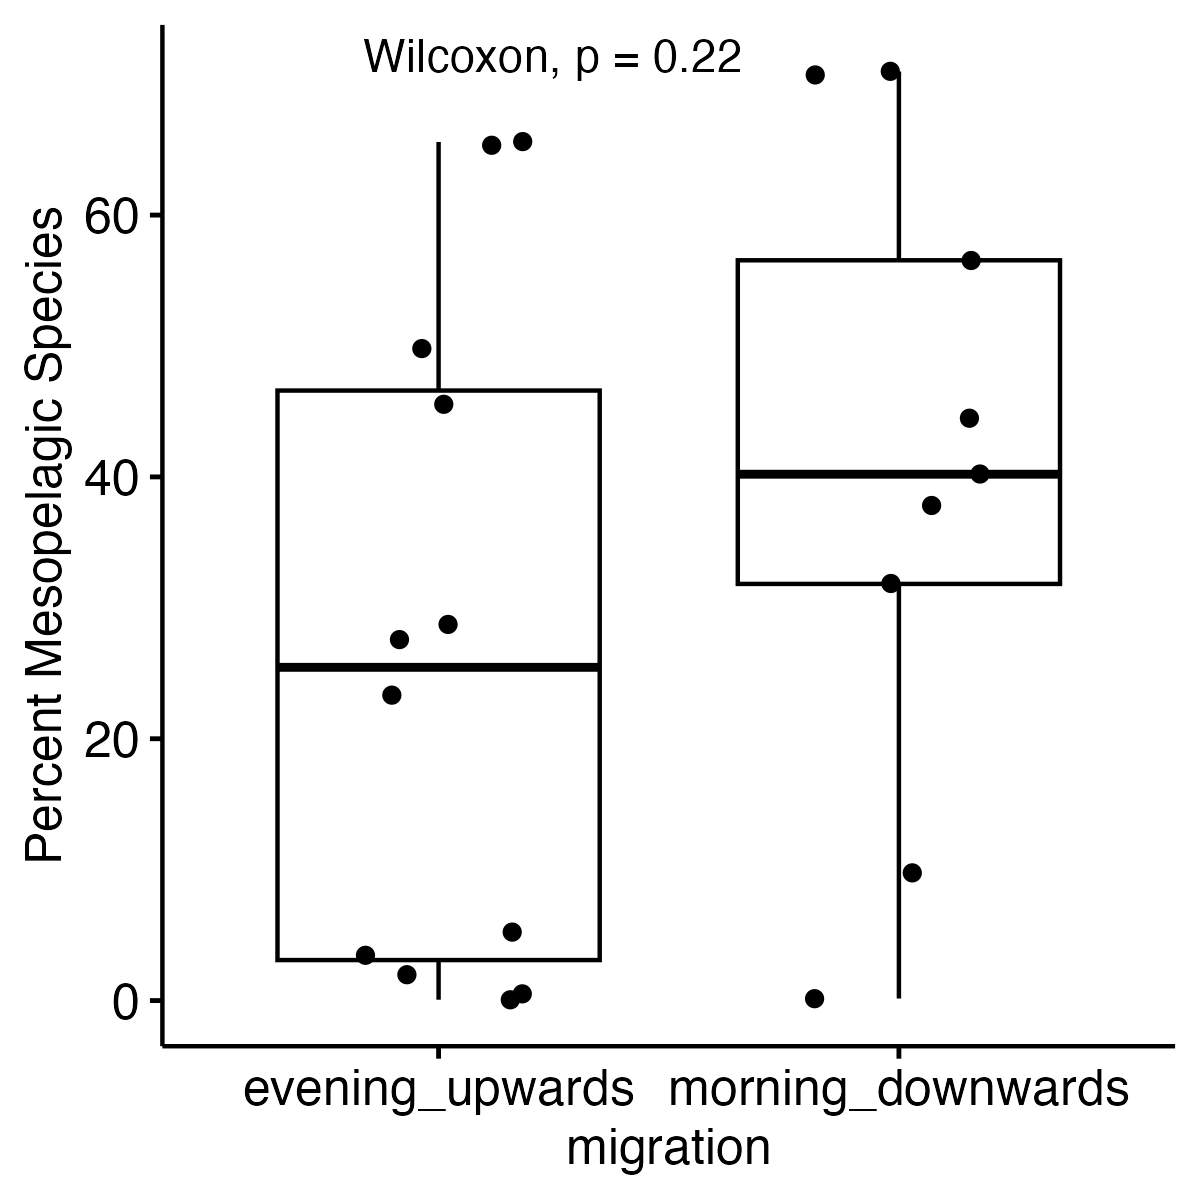 Wilcoxon, p = 0.22
Percent Mesopelagic Species
60
40
20
0
evening_upwards morning_downwards
migration